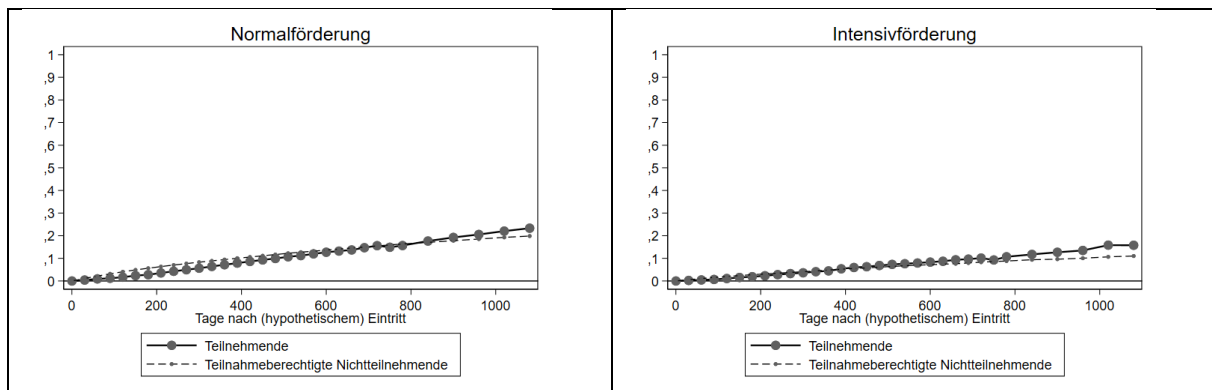 Normalförderung
1
,9
,8
,7
,6
,5
,4
,3
,2
,1
0
0 200 400 600 800 1000
Tage nach (hypothetischem) Eintritt
Teilnehmende
Teilnahmeberechtigte Nichtteilnehmende
Intensivförderung
1
,9
,8
,7
,6
,5
,4
,3
,2
,1
0
0 200 400 600 800 1000
Tage nach (hypothetischem) Eintritt
Teilnehmende
Teilnahmeberechtigte Nichtteilnehmende